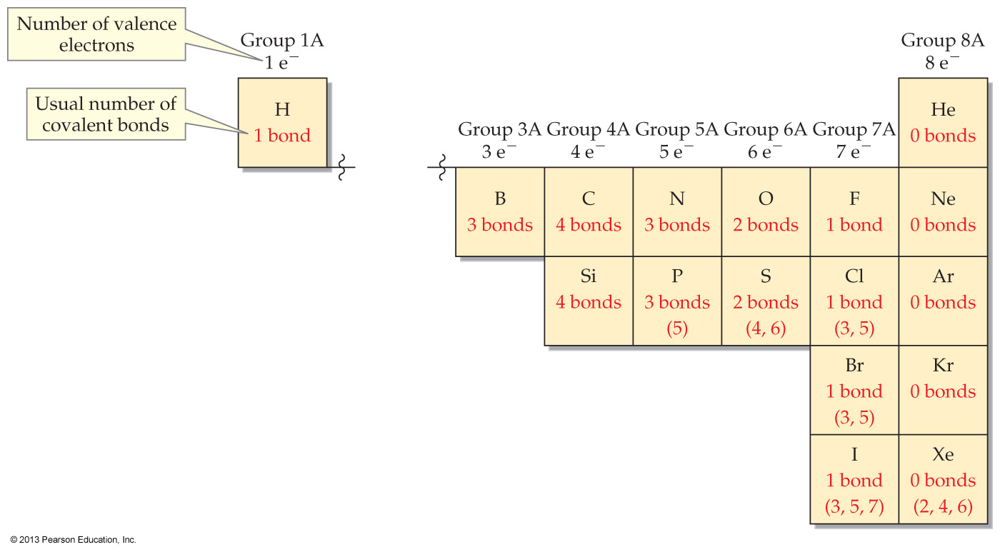 Number of valence
electrons
Group 1A
1 e⁻
Group 8A
8 e⁻
Usual number of
covalent bonds
H
1 bond
He
0 bonds
Group 3A Group 4A Group 5A Group 6A Group 7A
3 e⁻ 4 e⁻ 5 e⁻ 6 e⁻ 7 e⁻
B C N O F Ne
3 bonds 4 bonds 3 bonds 2 bonds 1 bond 0 bonds
Si P S Cl Ar
4 bonds 3 bonds 2 bonds 1 bond 0 bonds
(5) (4, 6) (3, 5)
Br Kr
1 bond 0 bonds
(3, 5)
I Xe
1 bond 0 bonds
(3, 5, 7) (2, 4, 6)
© 2013 Pearson Education, Inc.